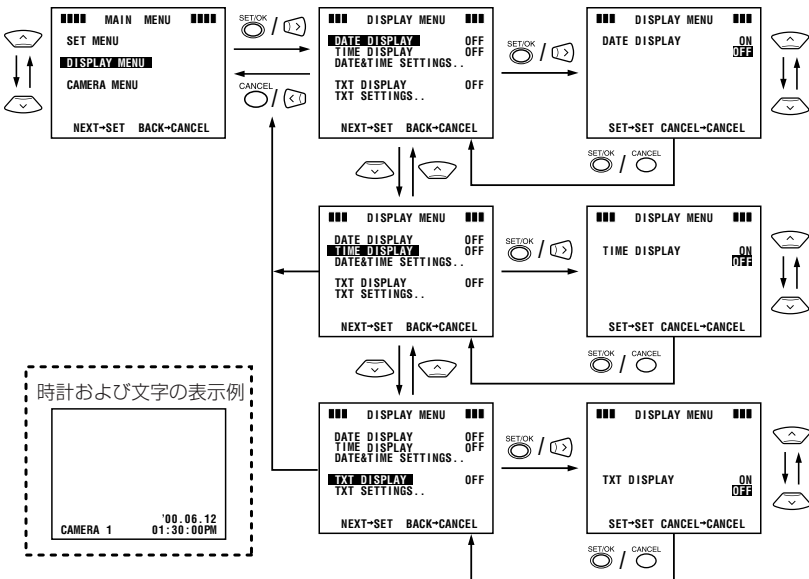 MAIN MENU
SET MENU
DISPLAY MENU
CAMERA MENU
NEXT→SET BACK→CANCEL
SET/OK
/
CANCEL
/
DISPLAY MENU
DATE DISPLAY OFF
TIME DISPLAY OFF
DATE&TIME SETTINGS..
TXT DISPLAY OFF
TXT SETTINGS..
NEXT→SET BACK→CANCEL
SET/OK
/
DISPLAY MENU
DATE DISPLAY ON
OFF
SET→SET CANCEL→CANCEL
SET/OK / CANCEL
DISPLAY MENU
DATE DISPLAY OFF
TIME DISPLAY OFF
DATE&TIME SETTINGS..
TXT DISPLAY OFF
TXT SETTINGS..
NEXT→SET BACK→CANCEL
SET/OK
/
DISPLAY MENU
TIME DISPLAY ON
OFF
SET→SET CANCEL→CANCEL
SET/OK / CANCEL
時計および文字の表示例
'00.06.12
CAMERA 1 01:30:00PM
DISPLAY MENU
DATE DISPLAY OFF
TIME DISPLAY OFF
DATE&TIME SETTINGS..
TXT DISPLAY OFF
TXT SETTINGS..
NEXT→SET BACK→CANCEL
SET/OK
/
DISPLAY MENU
TXT DISPLAY ON
OFF
SET→SET CANCEL→CANCEL
SET/OK / CANCEL